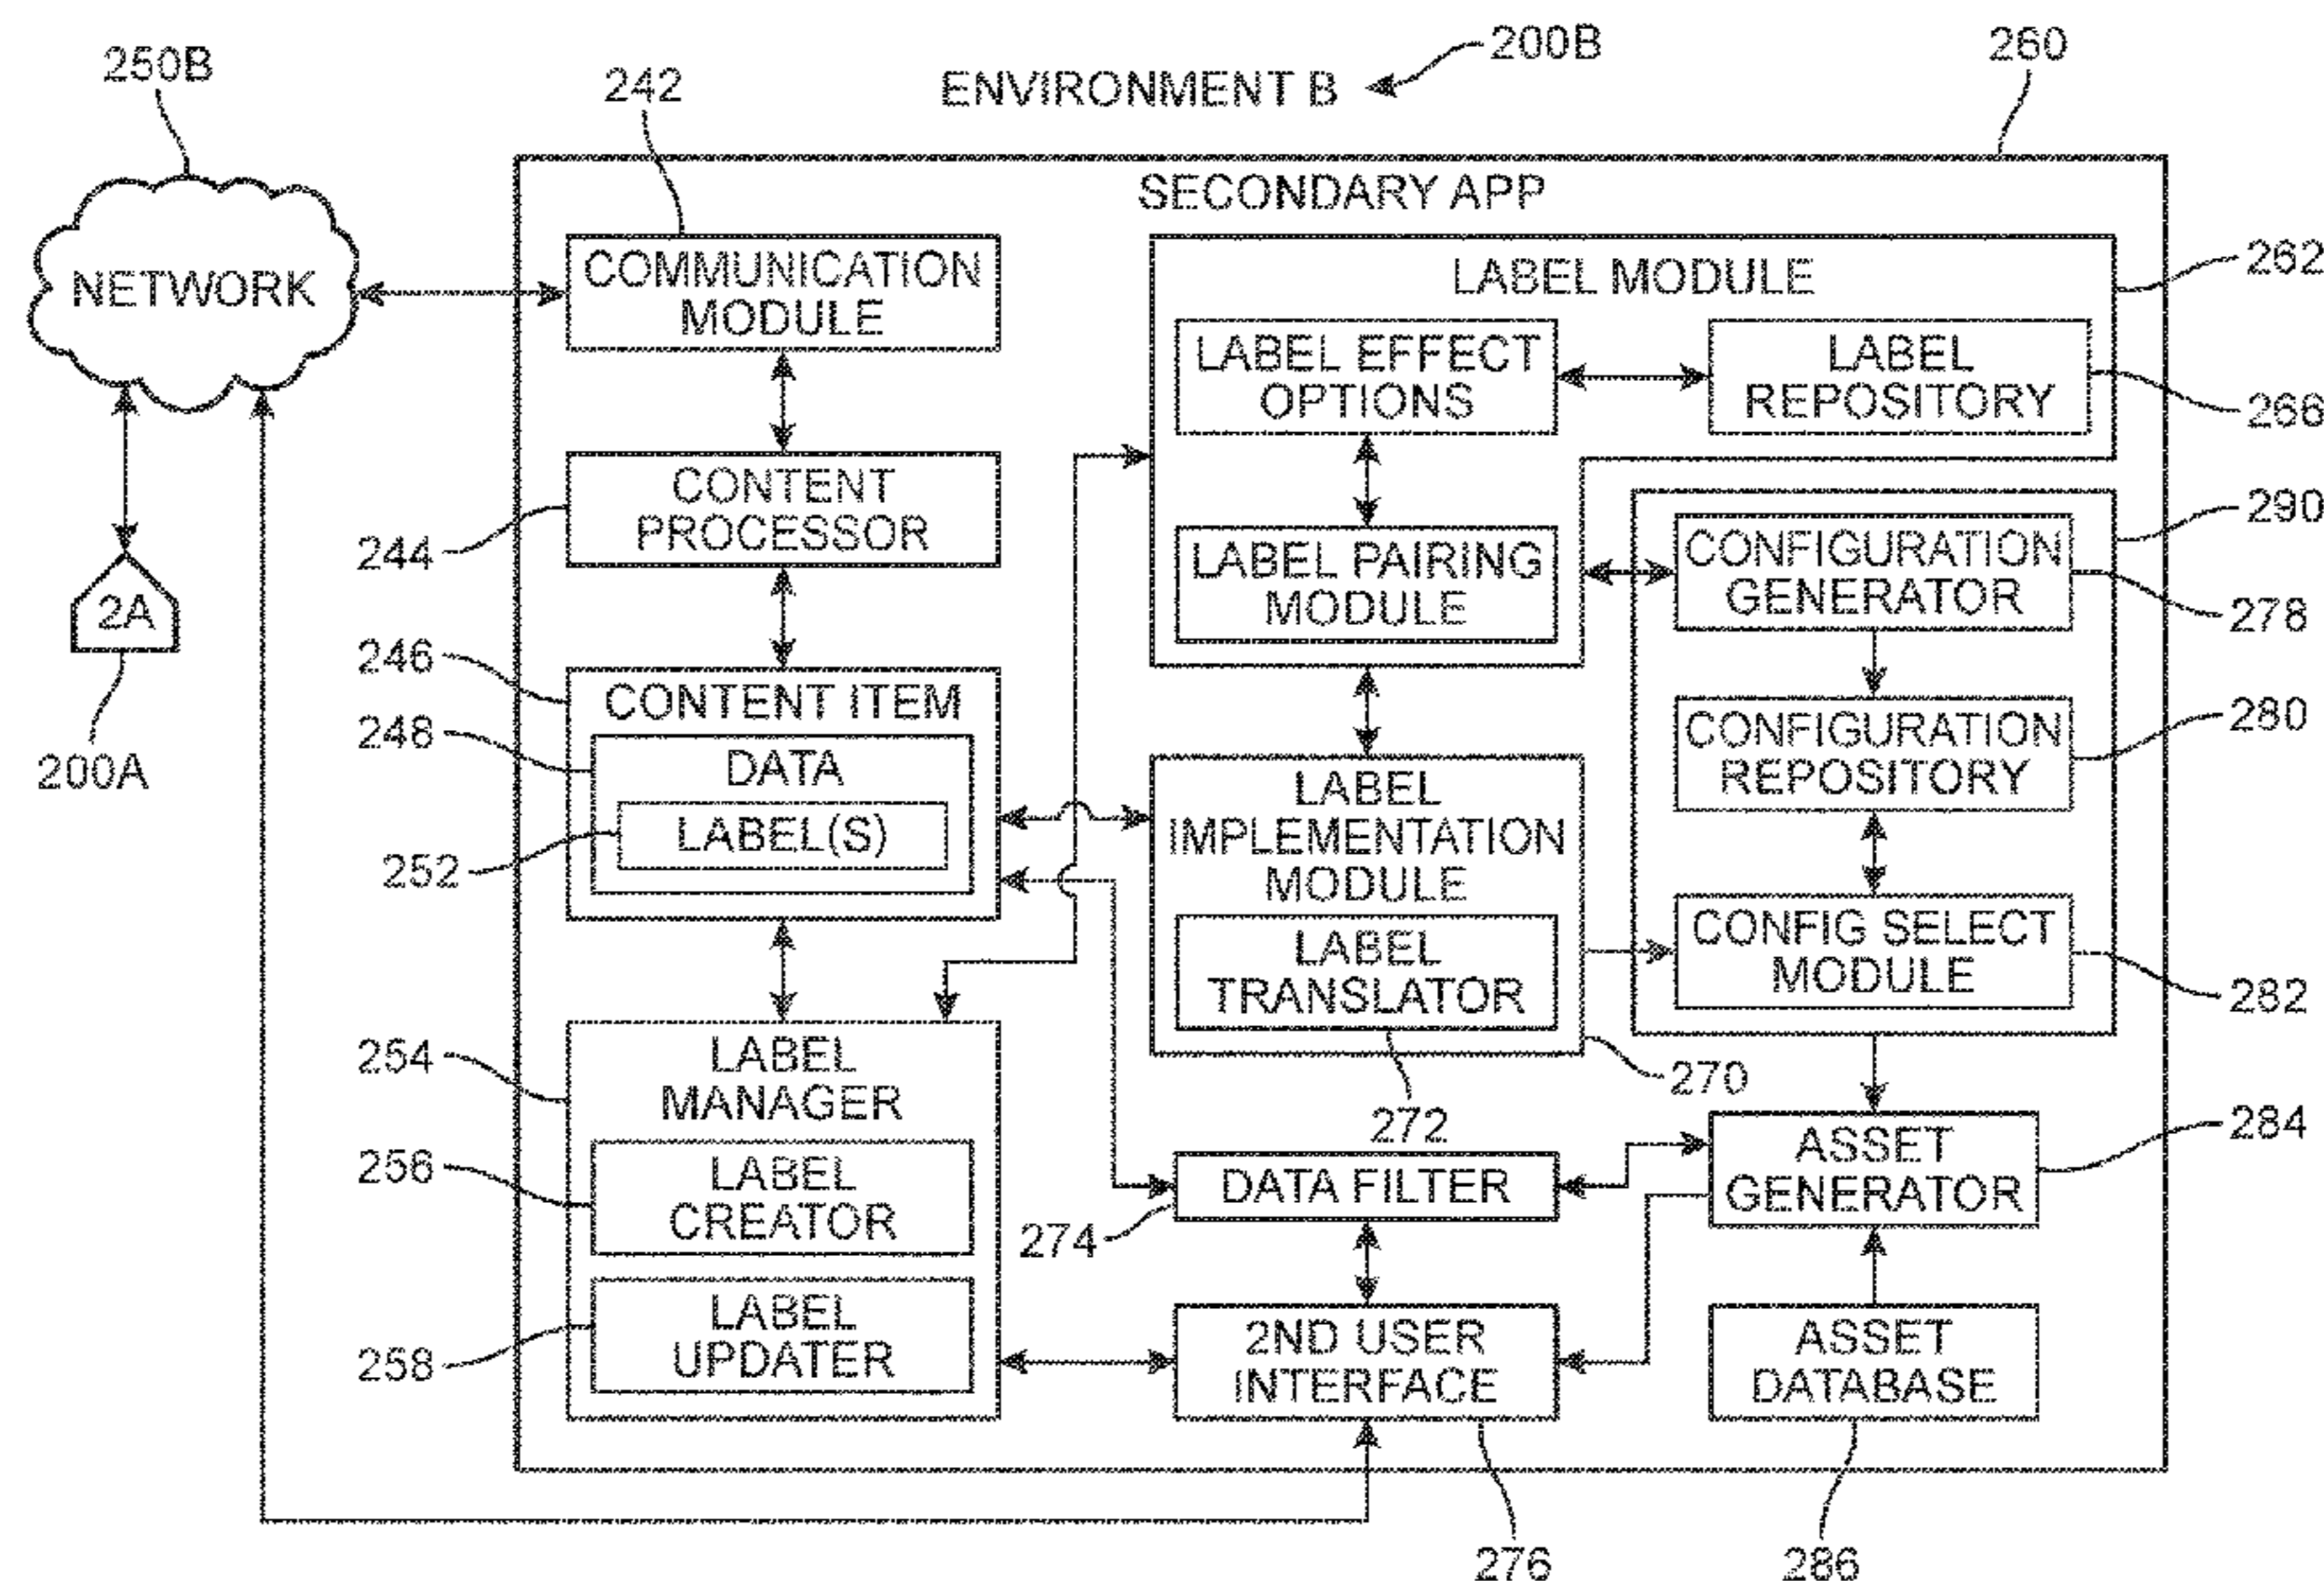 250B
242
ENVIRONMENT B
200B
260
SECONDARY APP
NETWORK
COMMUNICATION
MODULE
LABEL MODULE
262
LABEL EFFECT
OPTIONS
LABEL
REPOSITORY
266
CONTENT
PROCESSOR
244
290
LABEL PAIRING
MODULE
CONFIGURATION
GENERATOR
278
2A
200A
246
CONTENT ITEM
248
DATA
LABEL(S)
252
CONFIGURATION
REPOSITORY
280
LABEL
IMPLEMENTATION
MODULE
LABEL
TRANSLATOR
CONFIG SELECT
MODULE
282
254
LABEL
MANAGER
270
272
256
LABEL
CREATOR
DATA FILTER
274
ASSET
GENERATOR
284
258
LABEL
UPDATER
2ND USER
INTERFACE
ASSET
DATABASE
276
286